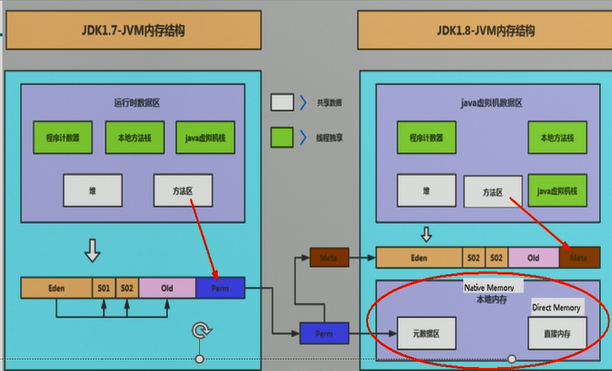 JDK1.7-JVM内存结构
JDK1.8-JVM内存结构
运行时数据区
程序计数器
本地方法栈
java虚拟机栈
堆
方法区
共享数据
线程独享
java虚拟机数据区
程序计数器
本地方法栈
堆
方法区
java虚拟机栈
Eden
S01
S02
Old
Perm
Meta
Eden
S02
S02
Old
Meta
Perm
Native Memory
本地内存
Direct Memory
元数据区
直接内存